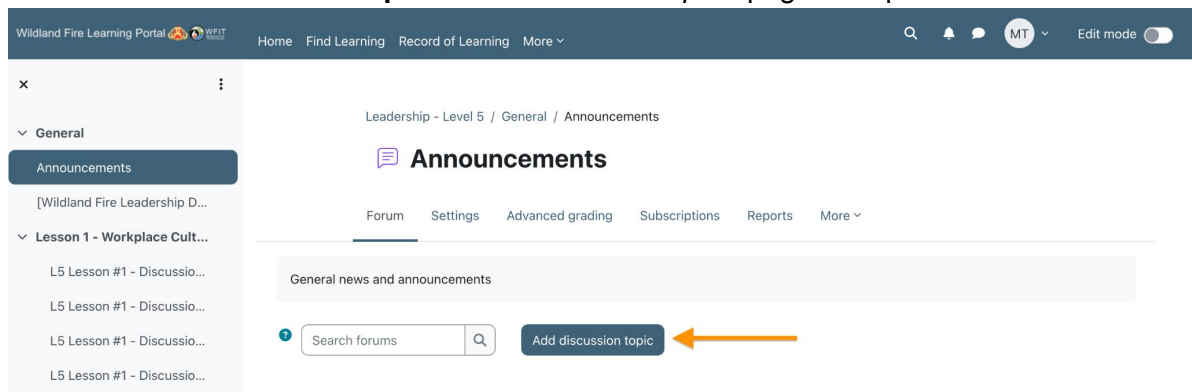 Wildland Fire Learning Portal WFIT
Home Find Learning Record of Learning More
MT
Edit mode
General
Announcements
[Wildland Fire Leadership D...
Lesson 1 - Workplace Cult...
L5 Lesson #1 - Discussio...
L5 Lesson #1 - Discussio...
L5 Lesson #1 - Discussio...
L5 Lesson #1 - Discussio...
Leadership - Level 5 / General / Announcements
Announcements
Forum Settings Advanced grading Subscriptions Reports More
General news and announcements
Search forums
Add discussion topic